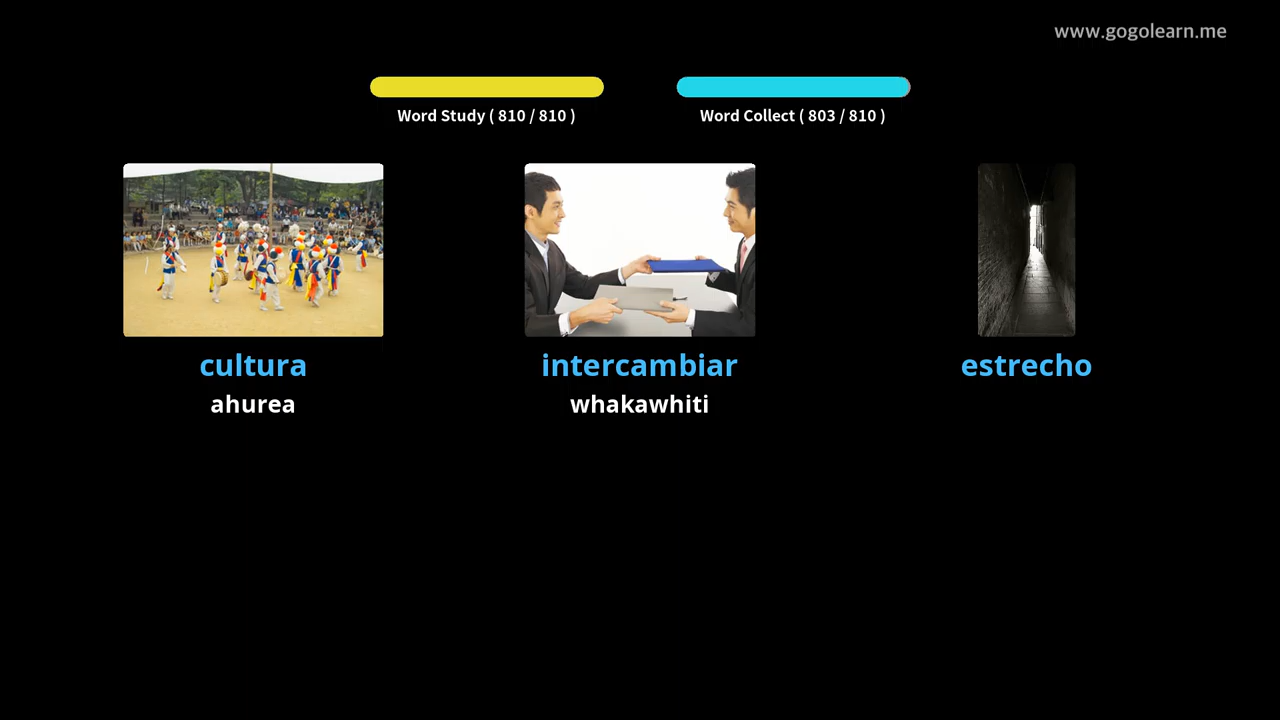 www.gogolearn.me
Word Study ( 810 / 810 )
Word Collect ( 803 / 810 )
cultura
intercambiar
estrecho
ahurea
whakawhiti